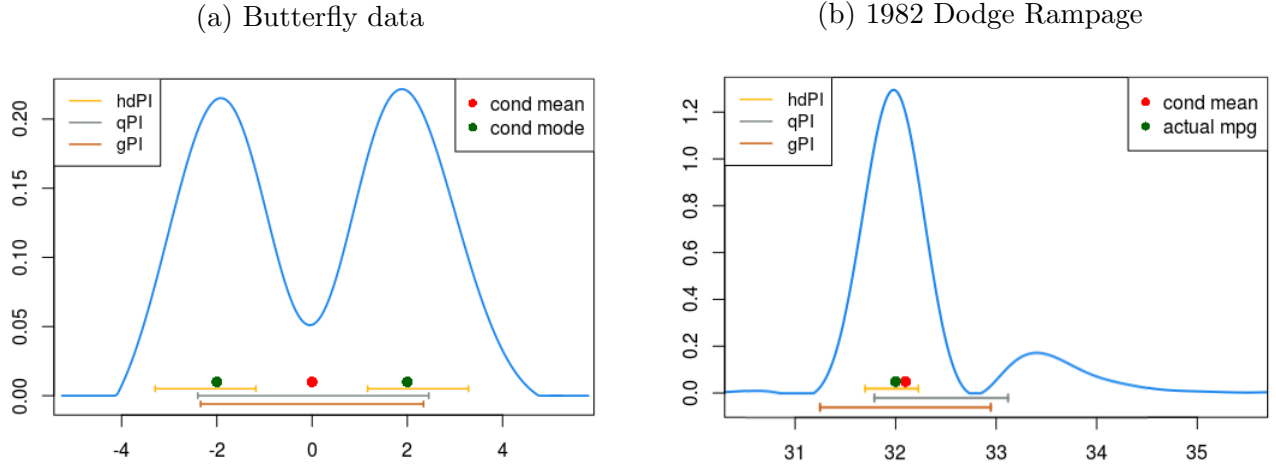 (a) Butterfly data
hdPI
qPI
gPI
cond mean
cond mode
0.20
0.15
0.10
0.05
0.00
-4 -2 0 2 4
(b) 1982 Dodge Rampage
hdPI
qPI
gPI
cond mean
actual mpg
1.2
1.0
0.8
0.6
0.4
0.2
0.0
31 32 33 34 35